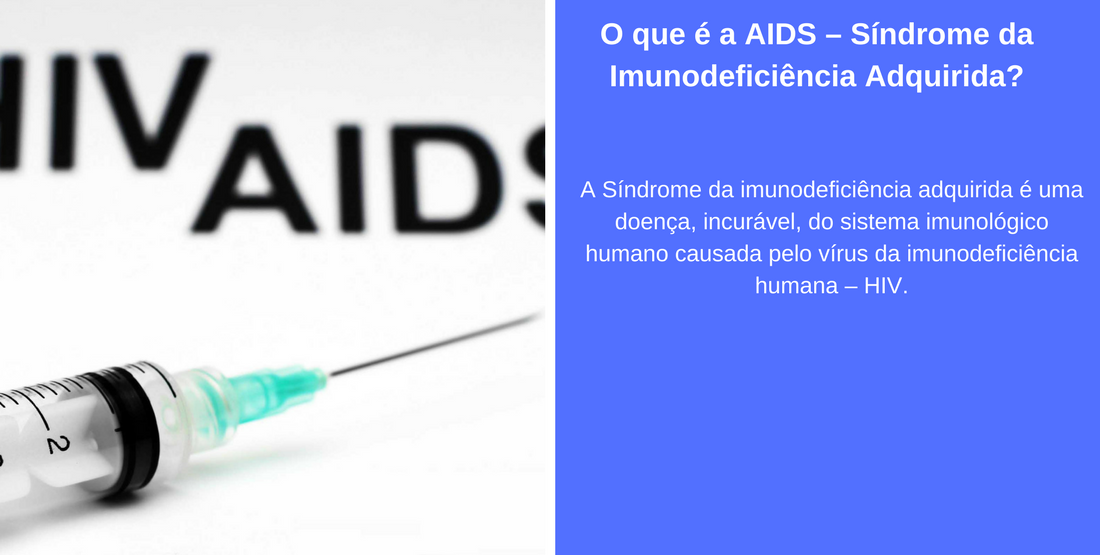 HIV
AIDS
2
O que é a AIDS – Síndrome da
Imunodeficiência Adquirida?
A Síndrome da imunodeficiência adquirida é uma
doença, incurável, do sistema imunológico
humano causada pelo vírus da imunodeficiência
humana – HIV.